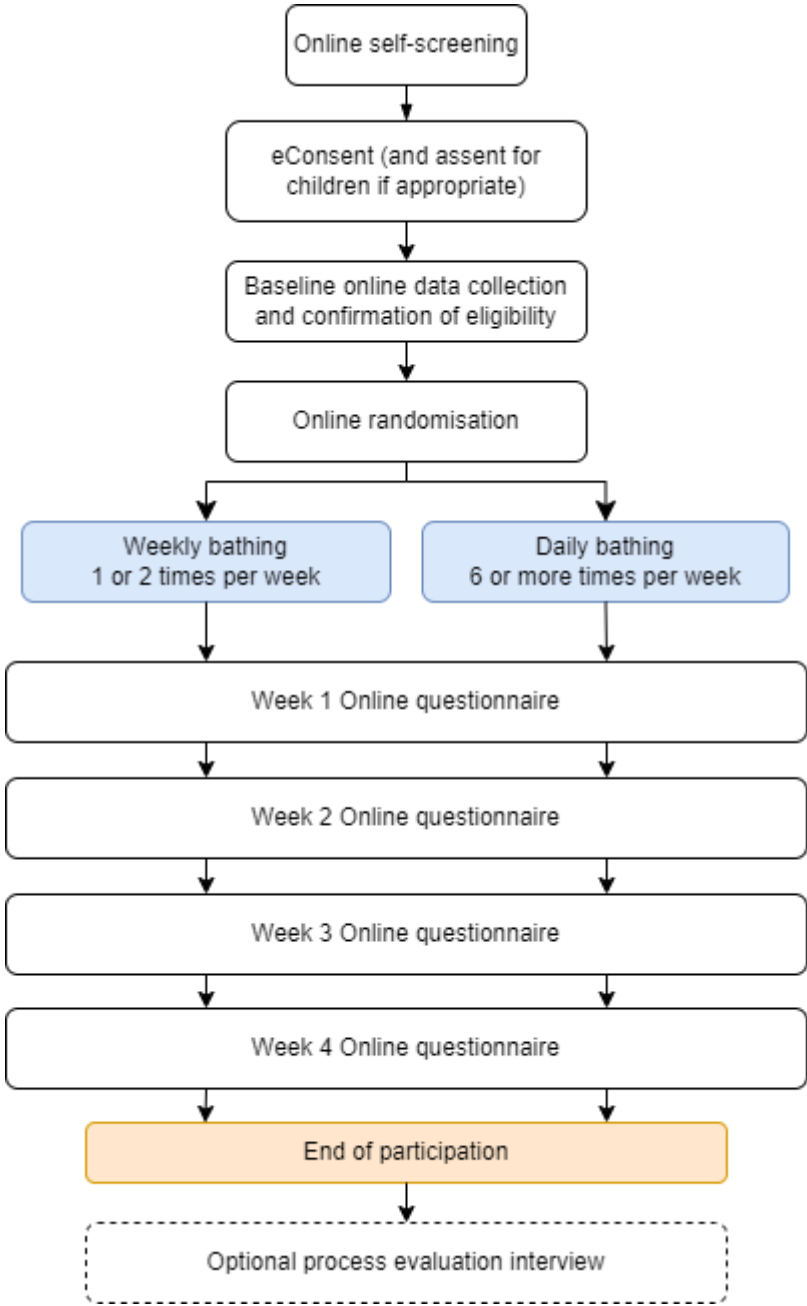 Online self-screening
eConsent (and assent for
children if appropriate)
Baseline online data collection
and confirmation of eligibility
Online randomisation
Weekly bathing
1 or 2 times per week
Daily bathing
6 or more times per week
Week 1 Online questionnaire
Week 2 Online questionnaire
Week 3 Online questionnaire
Week 4 Online questionnaire
End of participation
Optional process evaluation interview